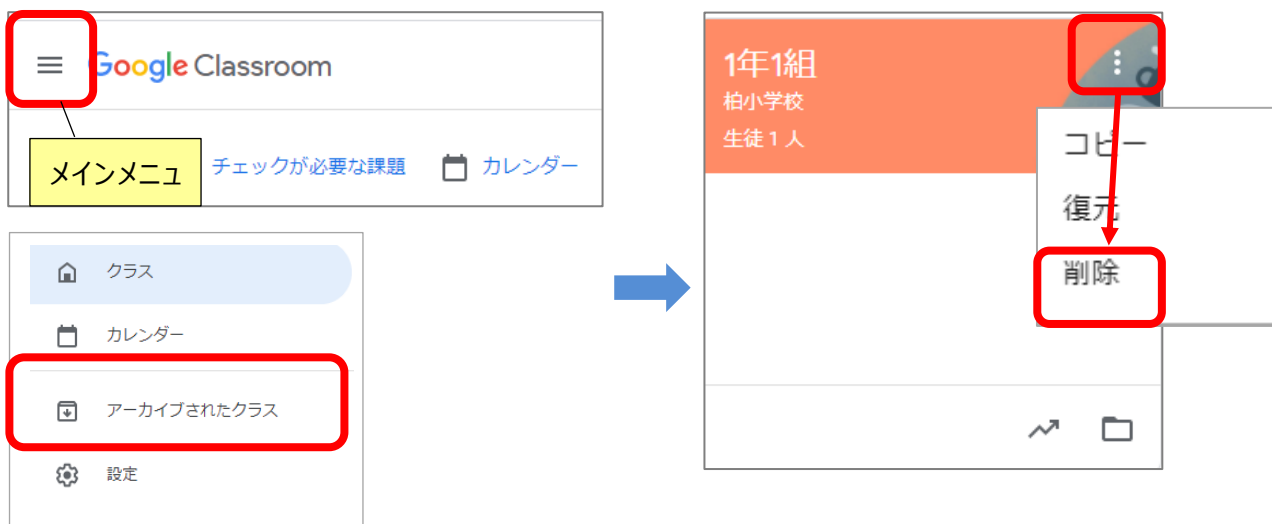 Google Classroom
メインメニュ
チェックが必要な課題 カレンダー
クラス
カレンダー
アーカイブされたクラス
設定
1年1組
柏小学校
生徒 1 人
コピー
復元
削除